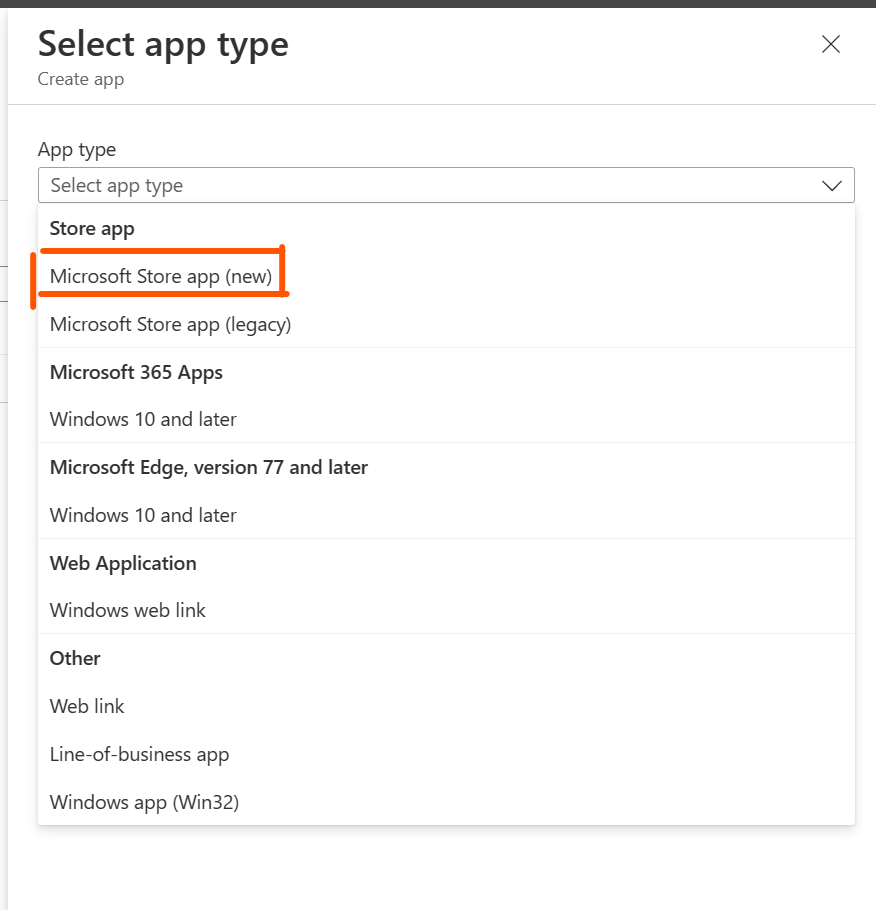 Select app type
Create app
App type
Select app type
Store app
Microsoft Store app (new)
Microsoft Store app (legacy)
Microsoft 365 Apps
Windows 10 and later
Microsoft Edge, version 77 and later
Windows 10 and later
Web Application
Windows web link
Other
Web link
Line-of-business app
Windows app (Win32)